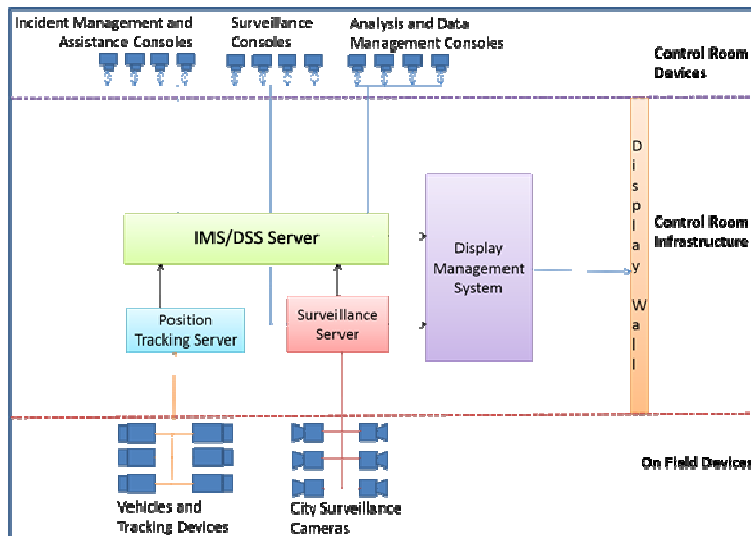 Incident Management and
Assistance Consoles
Surveillance
Consoles
Analysis and Data
Management Consoles
Control Room
Devices
IMS/DSS Server
Display
Management
System
Display Wall
Control Room
Infrastructure
Position
Tracking Server
Surveillance
Server
On Field Devices
Vehicles and
Tracking Devices
City Surveillance
Cameras